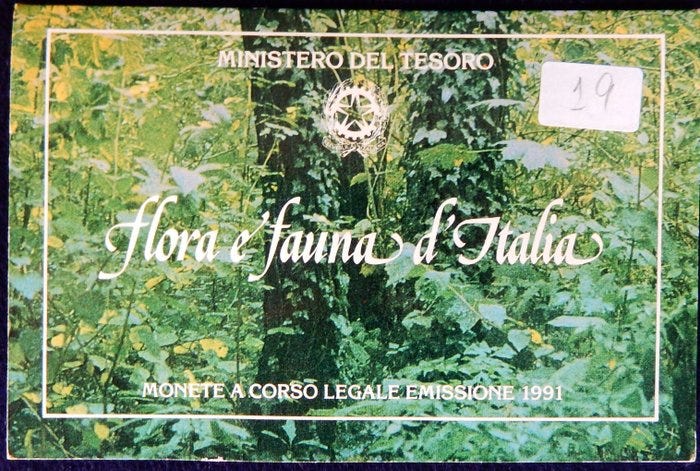 MINISTERO DEL TESORO
19
flora e fauna d'Italia
MONETE A CORSO LEGALE EMISSIONE 1991